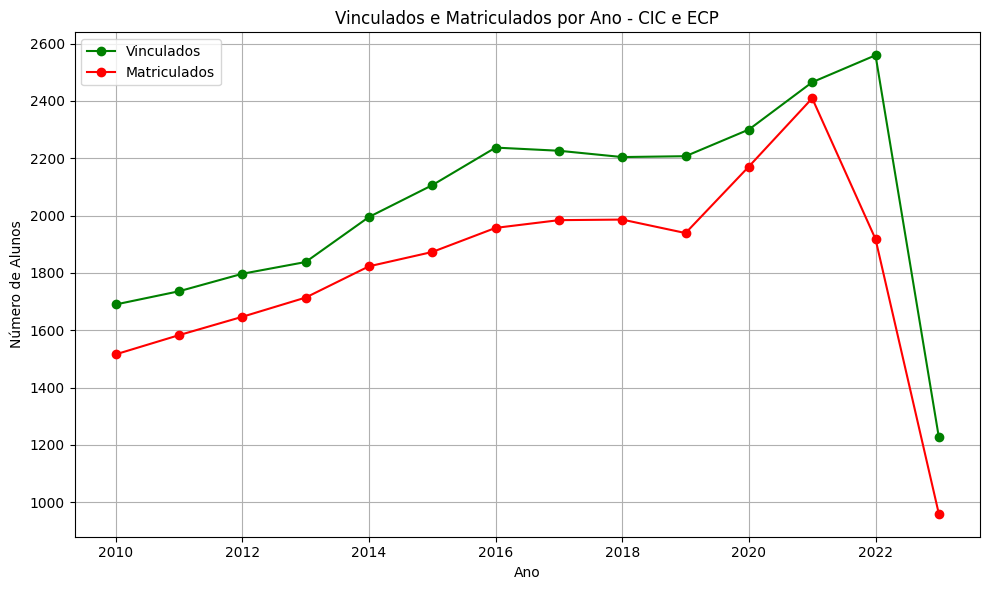 Vinculados e Matriculados por Ano - CIC e ECP
Vinculados
Matriculados
Número de Alunos
2600
2400
2200
2000
1800
1600
1400
1200
1000
2010 2012 2014 2016 2018 2020 2022
Ano